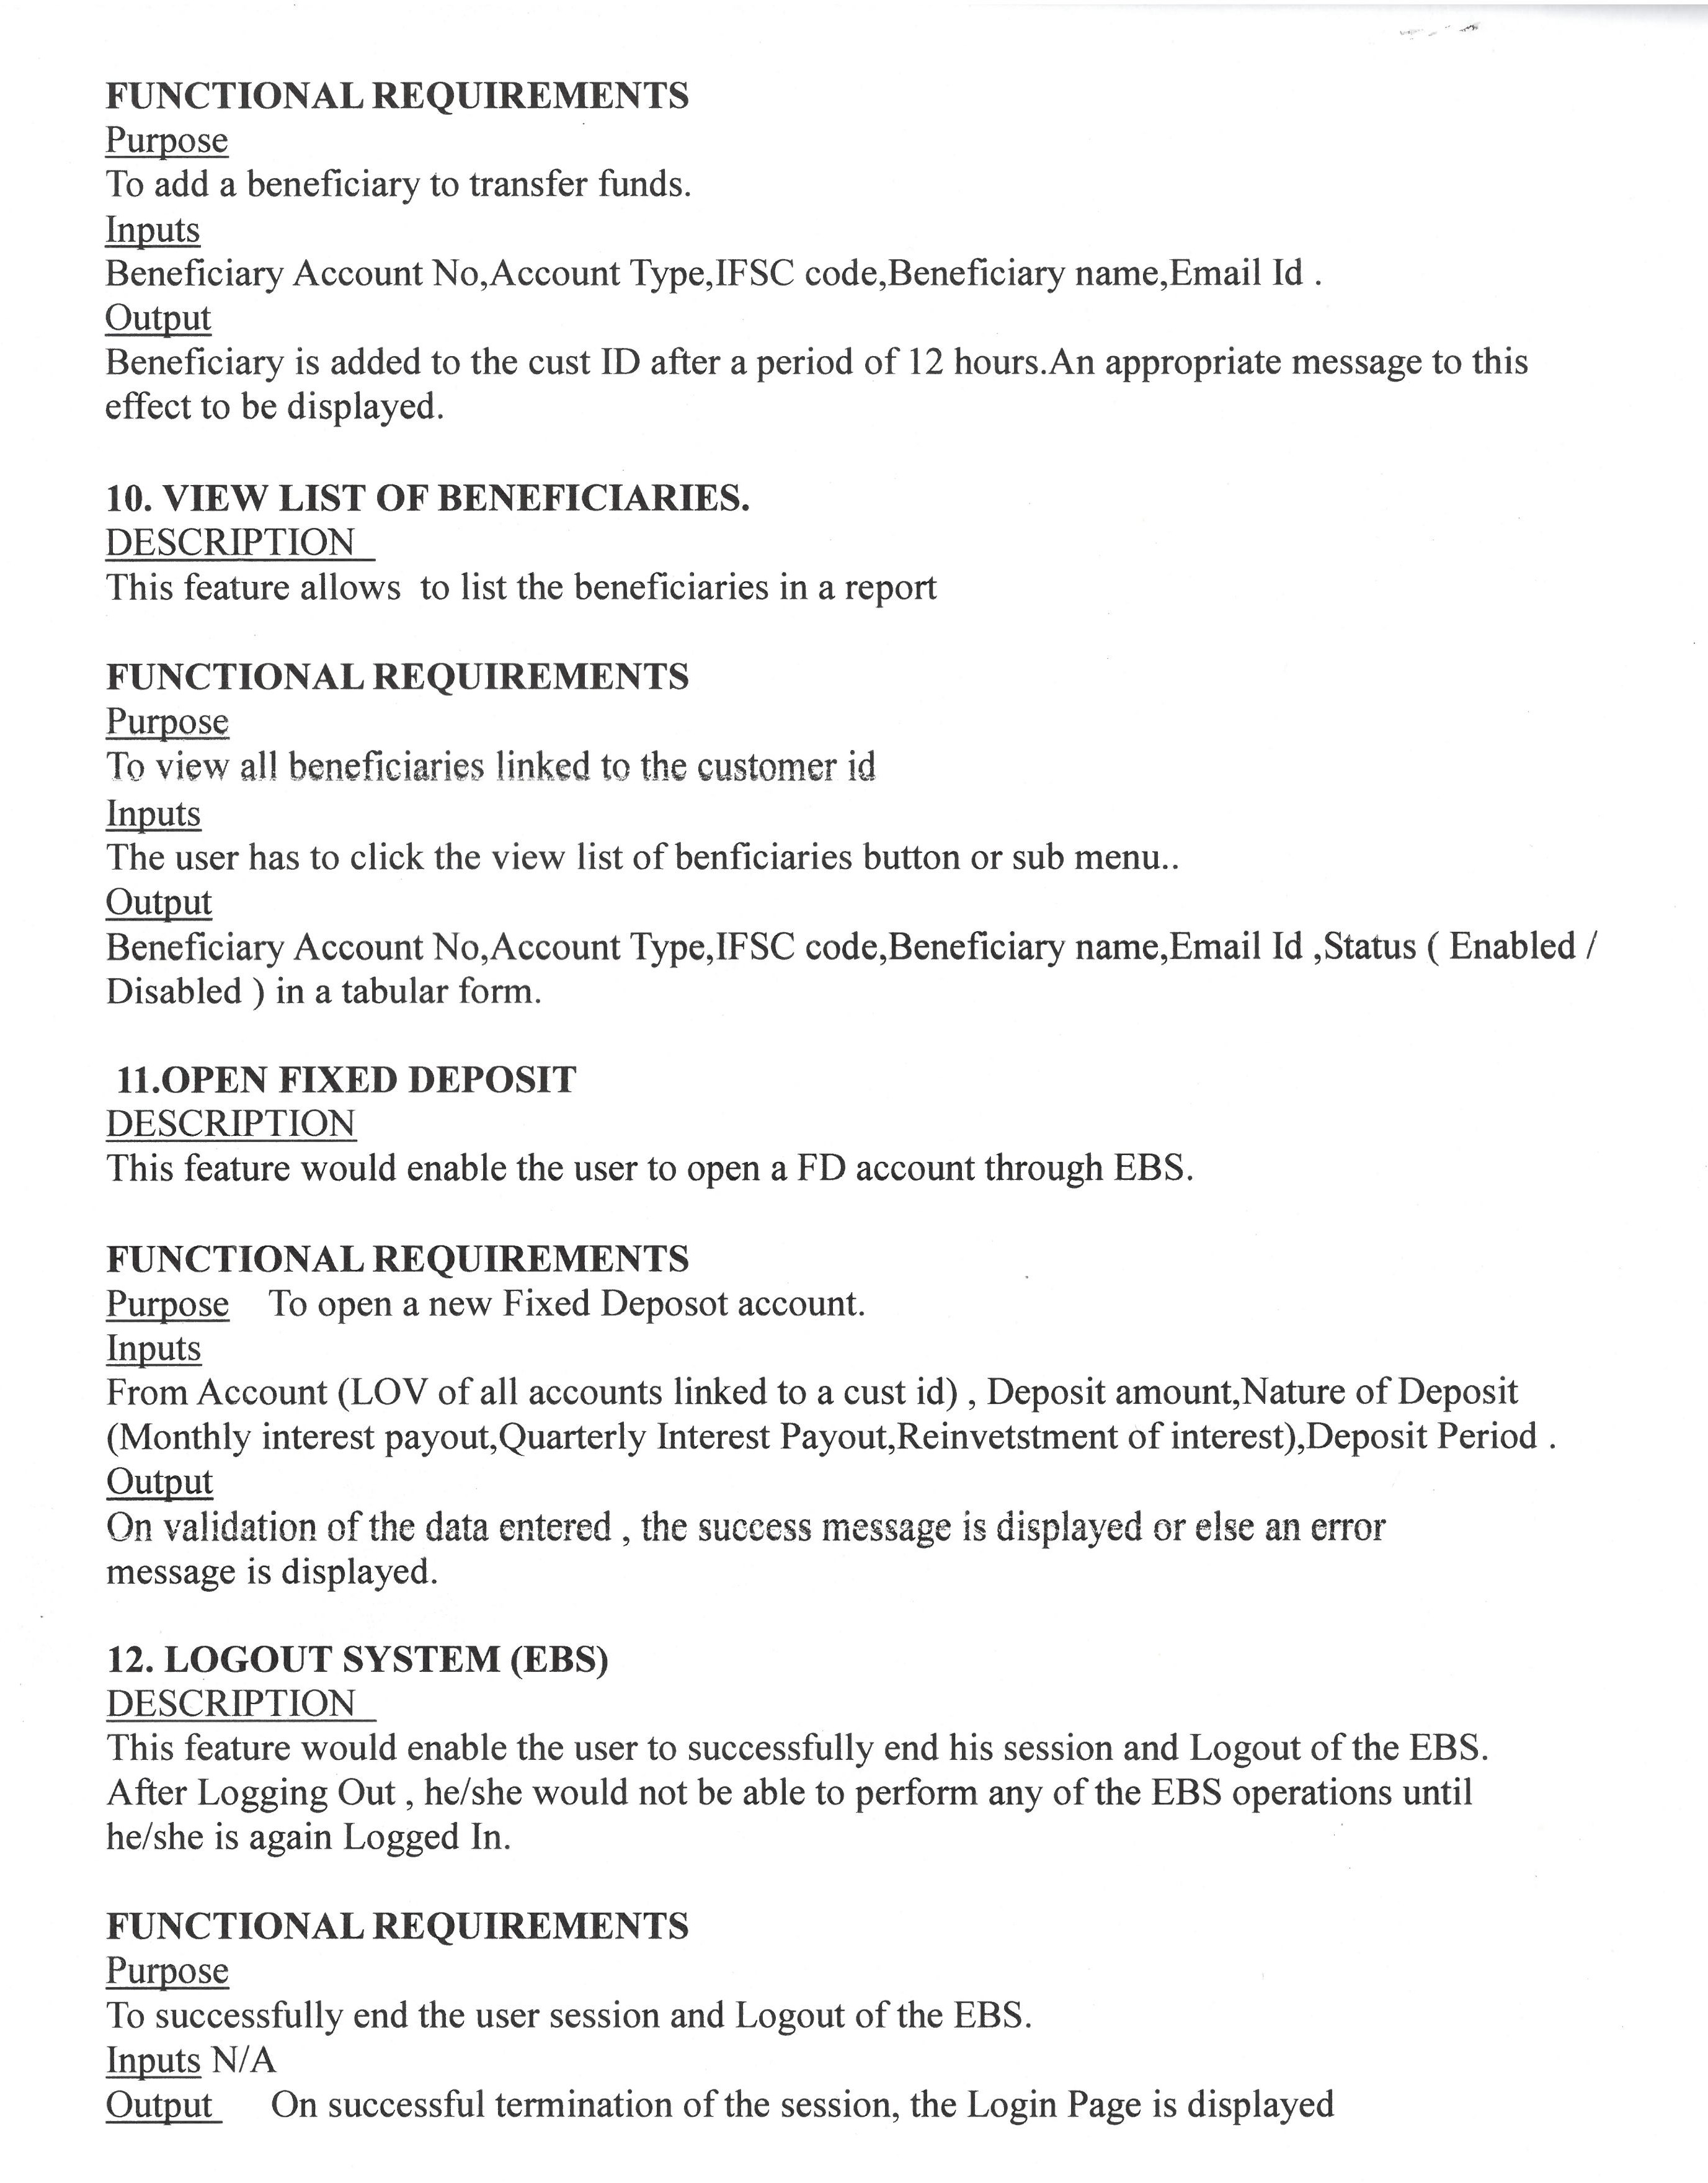 FUNCTIONAL REQUIREMENTS
Purpose
To add a beneficiary to transfer funds.
Inputs
Beneficiary Account No,Account Type,IFSC code,Beneficiary name,Email Id .
Output
Beneficiary is added to the cust ID after a period of 12 hours.An appropriate message to this
effect to be displayed.
10. VIEW LIST OF BENEFICIARIES.
DESCRIPTION
This feature allows  to list the beneficiaries in a report
FUNCTIONAL REQUIREMENTS
Purpose
To view all beneficiaries linked to the customer id
Inputs
The user has to click the view list of benficiaries button or sub menu..
Output
Beneficiary Account No,Account Type,IFSC code,Beneficiary name,Email Id ,Status ( Enabled /
Disabled ) in a tabular form.
11.OPEN FIXED DEPOSIT
DESCRIPTION
This feature would enable the user to open a FD account through EBS.
FUNCTIONAL REQUIREMENTS
Purpose   To open a new Fixed Deposot account.
Inputs
From Account (LOV of all accounts linked to a cust id) , Deposit amount,Nature of Deposit
(Monthly interest payout,Quarterly Interest Payout,Reinvetstment of interest),Deposit Period .
Output
On validation of the data entered , the success message is displayed or else an error
message is displayed.
12. LOGOUT SYSTEM (EBS)
DESCRIPTION
This feature would enable the user to successfully end his session and Logout of the EBS.
After Logging Out , he/she would not be able to perform any of the EBS operations until
he/she is again Logged In.
FUNCTIONAL REQUIREMENTS
Purpose
To successfully end the user session and Logout of the EBS.
Inputs N/A
Output    On successful termination of the session, the Login Page is displayed